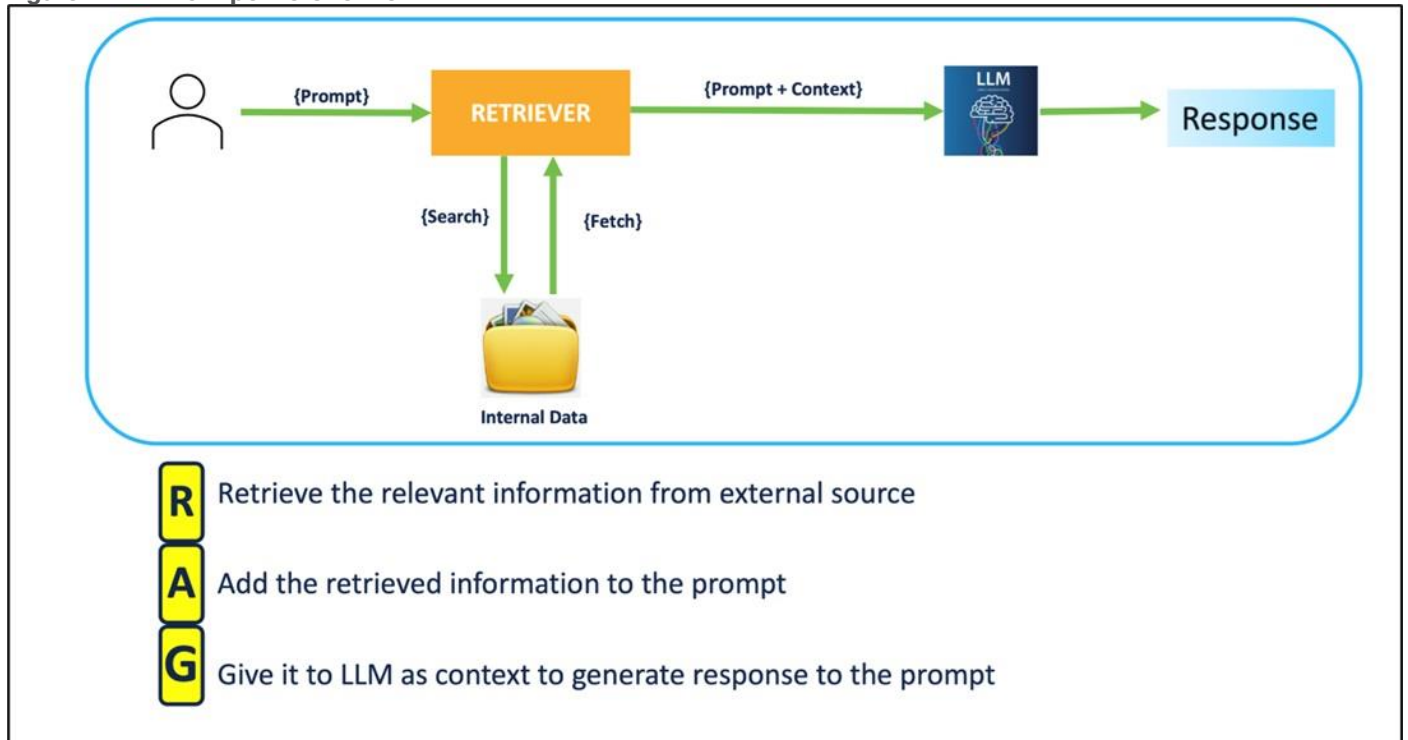 {Prompt}
RETRIEVER
{Prompt + Context}
LLM
Response
{Search}
{Fetch}
Internal Data
R Retrieve the relevant information from external source
A Add the retrieved information to the prompt
G Give it to LLM as context to generate response to the prompt